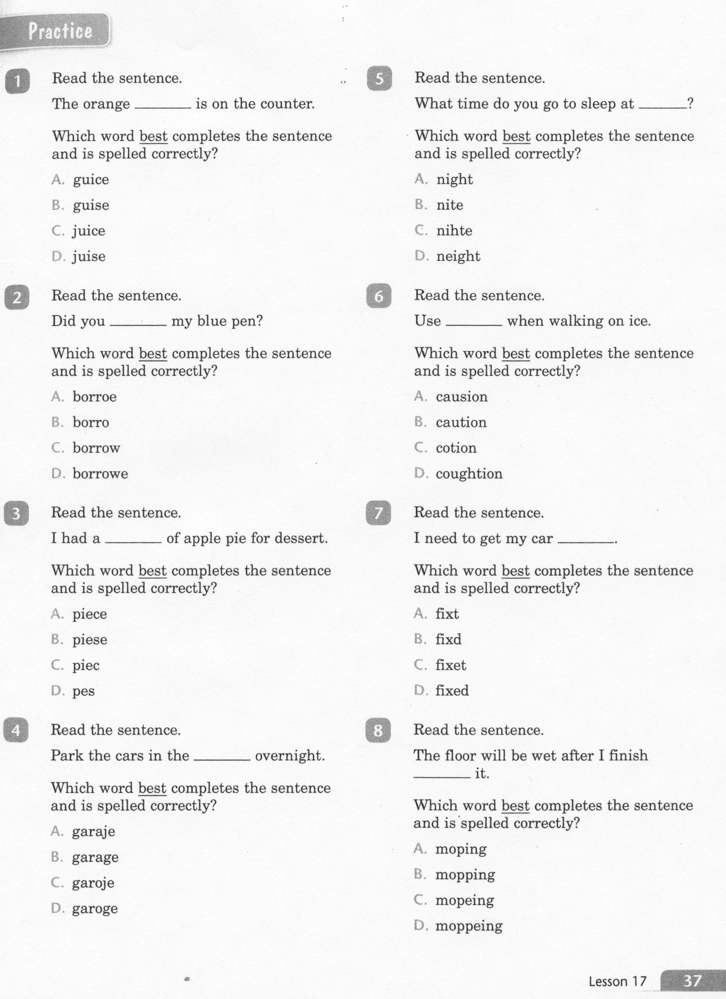 Practice
1
Read the sentence.
The orange ________ is on the counter.
Which word best completes the sentence
and is spelled correctly?
A. guice
B. guise
C. juice
D. juise
2
Read the sentence.
Did you ________ my blue pen?
Which word best completes the sentence
and is spelled correctly?
A. borroe
B. borro
C. borrow
D. borrowe
3
Read the sentence.
I had a ________ of apple pie for dessert.
Which word best completes the sentence
and is spelled correctly?
A. piece
B. piese
C. piec
D. pes
4
Read the sentence.
Park the cars in the ________ overnight.
Which word best completes the sentence
and is spelled correctly?
A. garaje
B. garage
C. garoje
D. garoge
5
Read the sentence.
What time do you go to sleep at _______?
Which word best completes the sentence
and is spelled correctly?
A. night
B. nite
C. nihte
D. neight
6
Read the sentence.
Use ________ when walking on ice.
Which word best completes the sentence
and is spelled correctly?
A. causion
B. caution
C. cotion
D. coughtion
7
Read the sentence.
I need to get my car ________.
Which word best completes the sentence
and is spelled correctly?
A. fixt
B. fixd
C. fixet
D. fixed
8
Read the sentence.
The floor will be wet after I finish
________ it.
Which word best completes the sentence
and is spelled correctly?
A. moping
B. mopping
C. mopeing
D. moppeing
Lesson 17 37